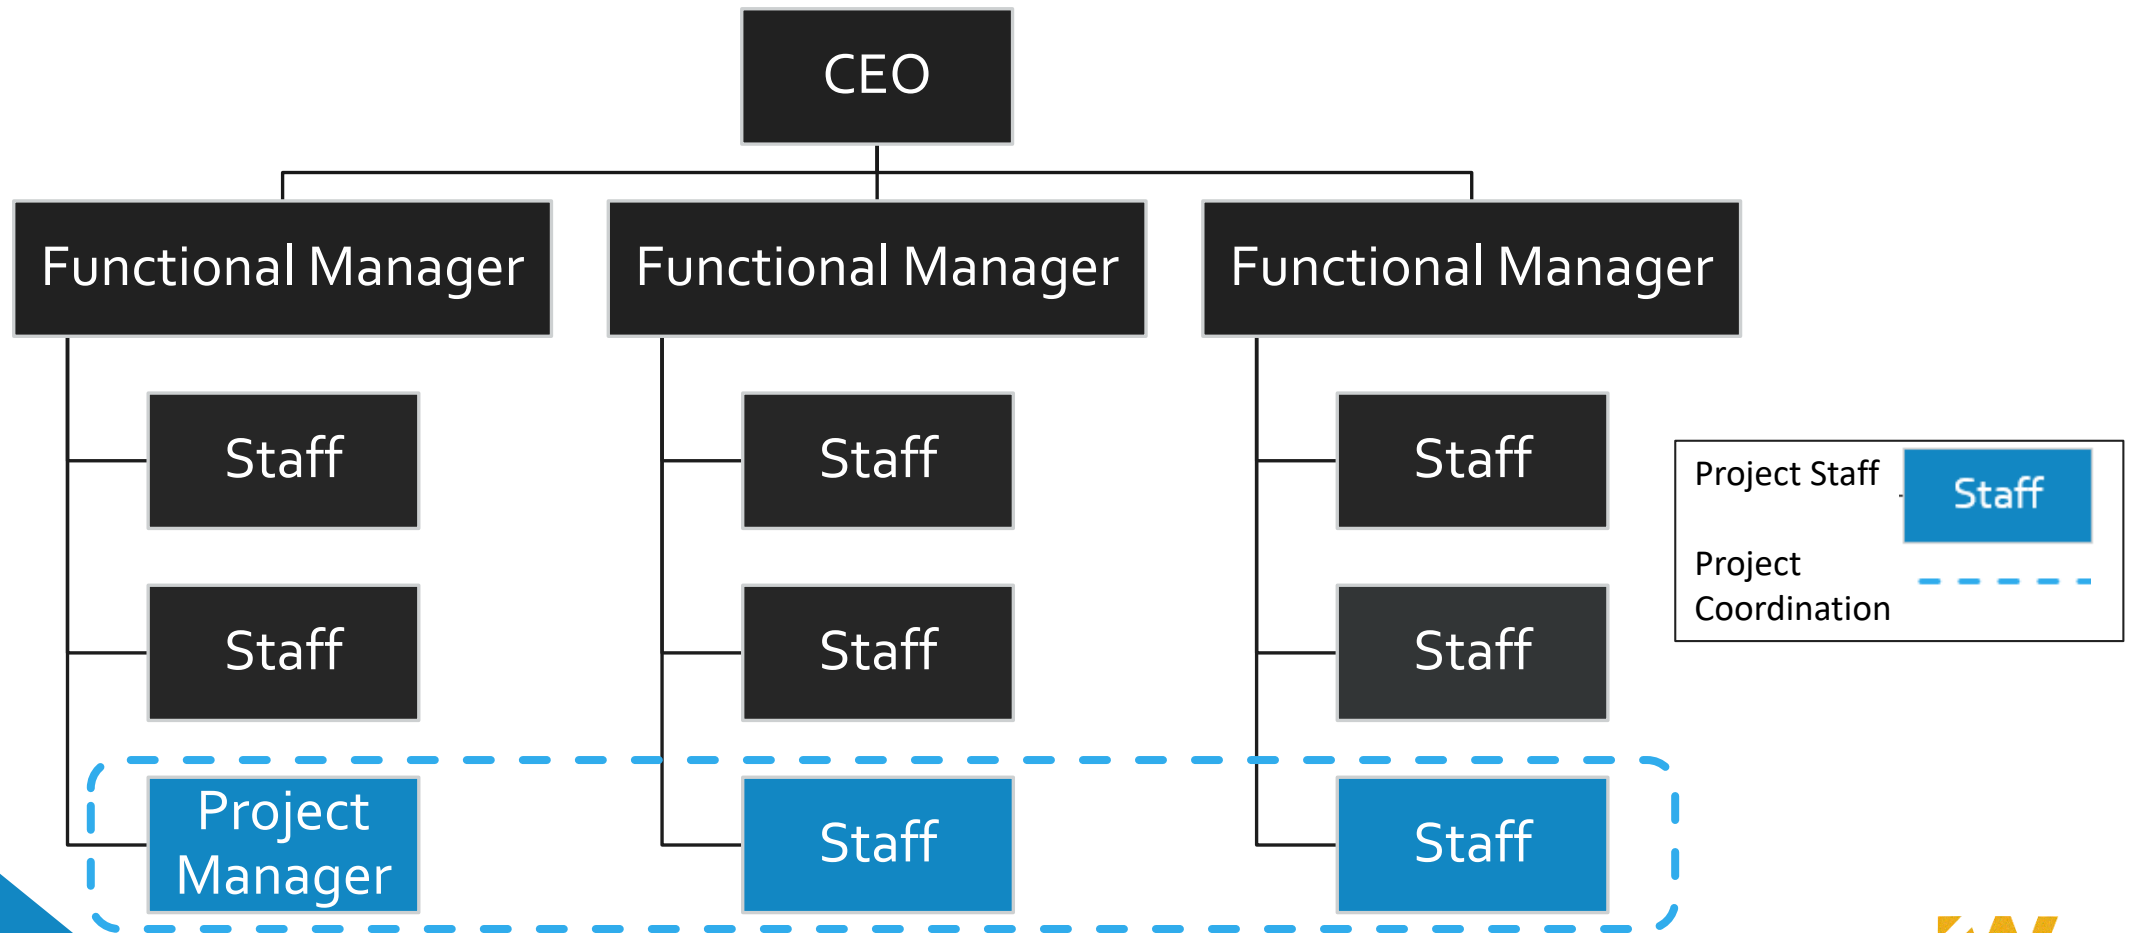 CEO
Functional Manager
Functional Manager
Functional Manager
Staff
Staff
Staff
Staff
Staff
Staff
Project
Manager
Staff
Staff
Project Staff
Staff
Project
Coordination